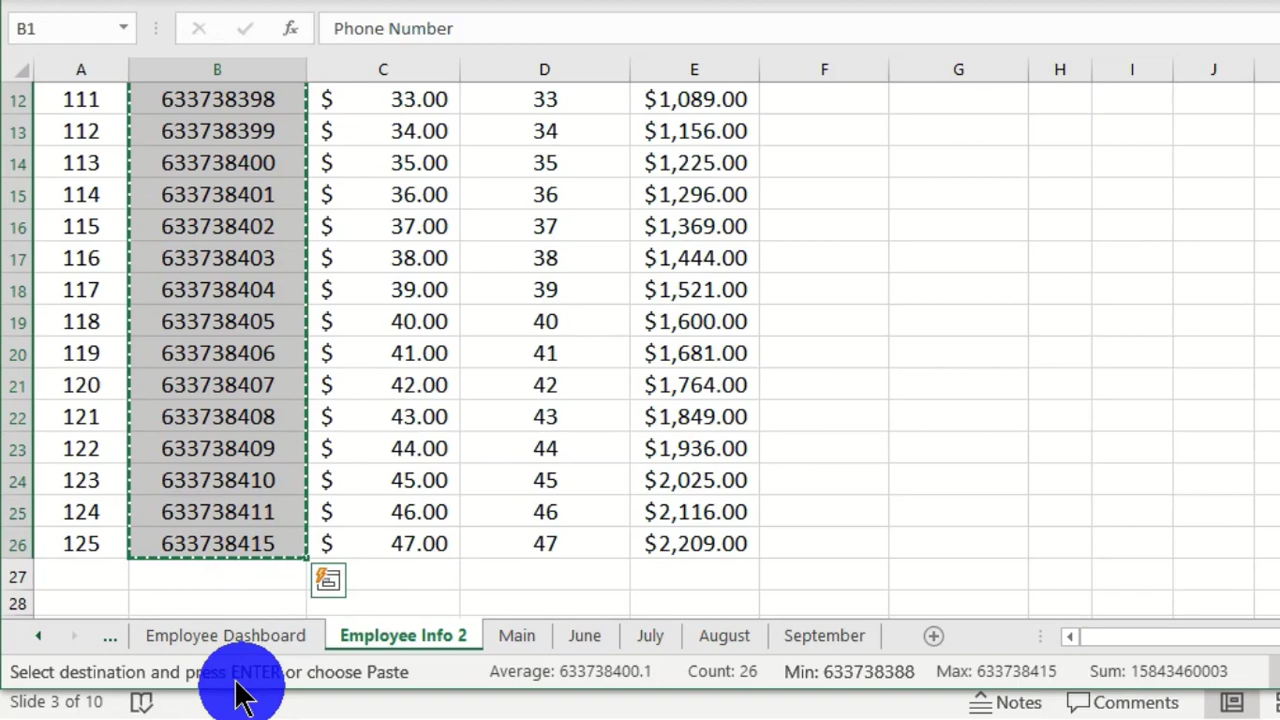 B1 fx Phone Number
A B C D E F G H I J
12 111 633738398 $ 33.00 33 $1,089.00
13 112 633738399 $ 34.00 34 $1,156.00
14 113 633738400 $ 35.00 35 $1,225.00
15 114 633738401 $ 36.00 36 $1,296.00
16 115 633738402 $ 37.00 37 $1,369.00
17 116 633738403 $ 38.00 38 $1,444.00
18 117 633738404 $ 39.00 39 $1,521.00
19 118 633738405 $ 40.00 40 $1,600.00
20 119 633738406 $ 41.00 41 $1,681.00
21 120 633738407 $ 42.00 42 $1,764.00
22 121 633738408 $ 43.00 43 $1,849.00
23 122 633738409 $ 44.00 44 $1,936.00
24 123 633738410 $ 45.00 45 $2,025.00
25 124 633738411 $ 46.00 46 $2,116.00
26 125 633738415 $ 47.00 47 $2,209.00
27
28
... Employee Dashboard Employee Info 2 Main June July August September
Select destination and press ENTER or choose Paste Average: 633738400.1 Count: 26 Min: 633738388 Max: 633738415 Sum: 15843460003
Slide 3 of 10 Notes Comments